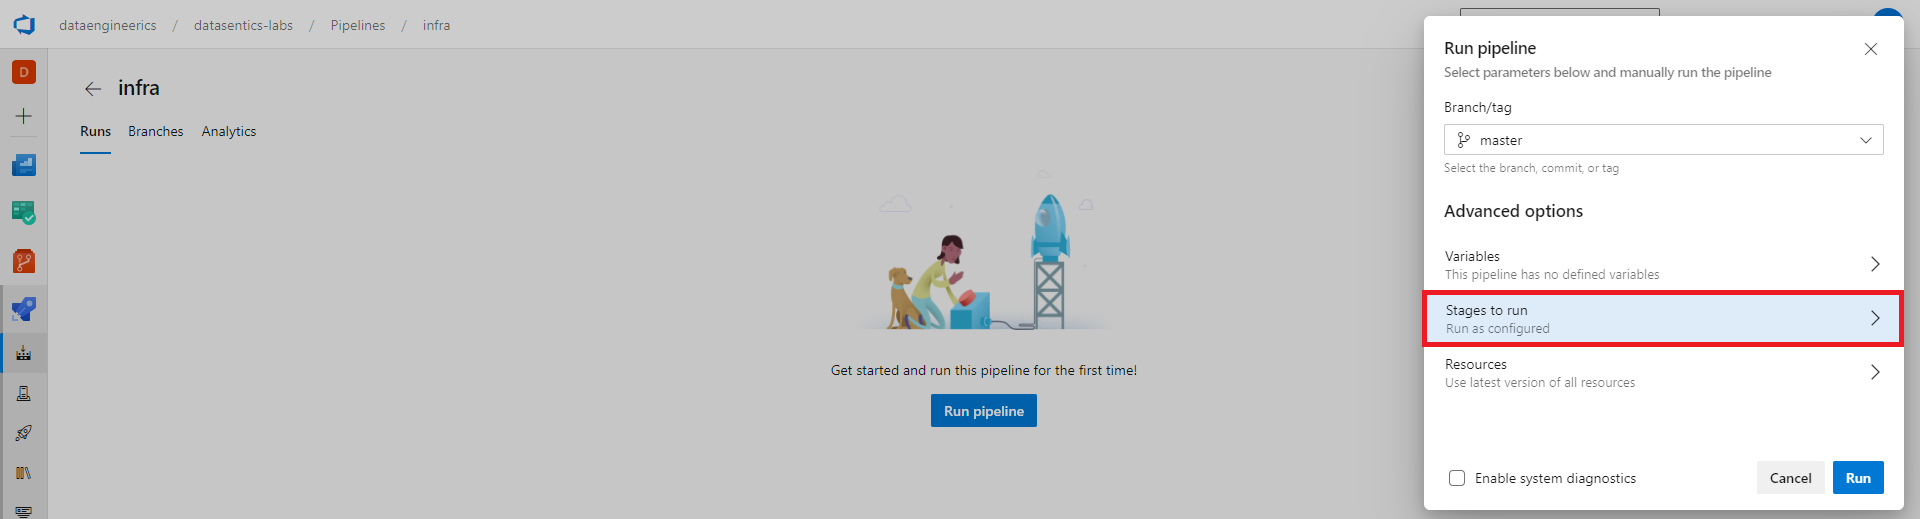 dataengineerics / datasentics-labs / Pipelines / infra
D
infra
Runs Branches Analytics
Get started and run this pipeline for the first time!
Run pipeline
Run pipeline
Select parameters below and manually run the pipeline
Branch/tag
master
Select the branch, commit, or tag
Advanced options
Variables
This pipeline has no defined variables
Stages to run
Run as configured
Resources
Use latest version of all resources
Enable system diagnostics
Cancel
Run